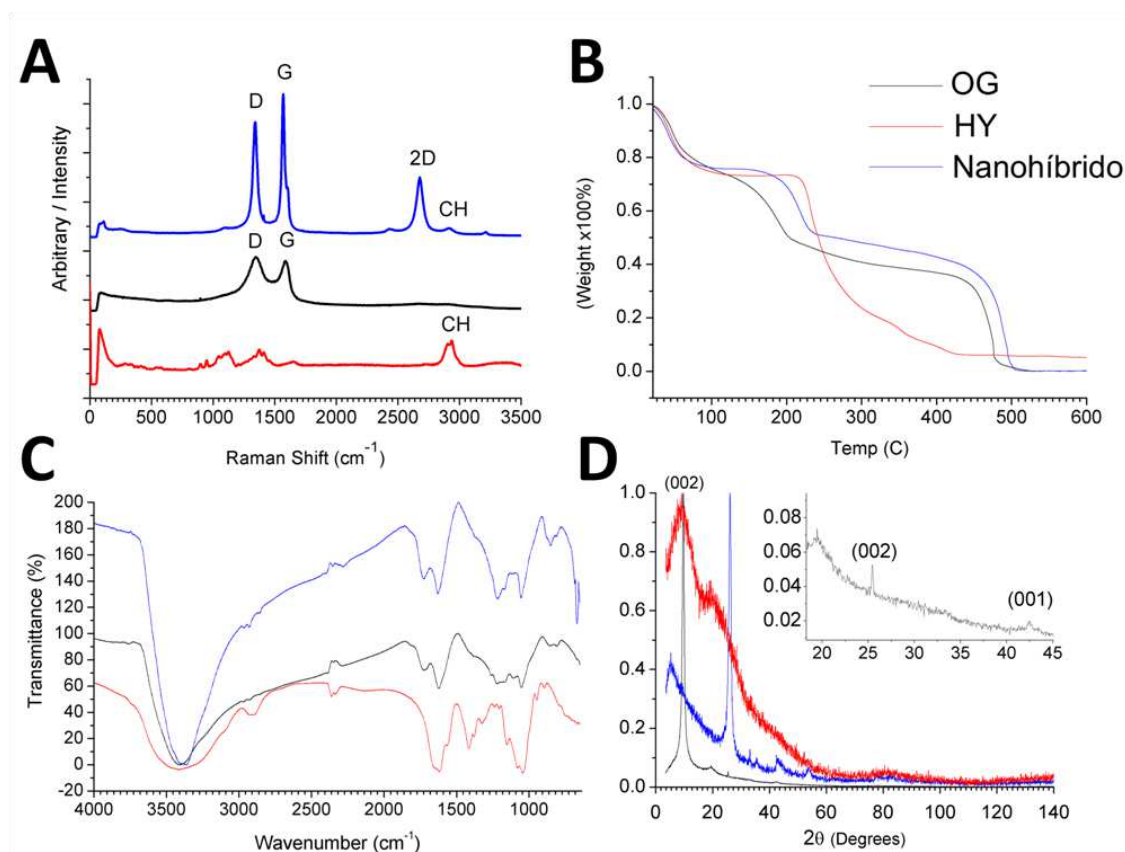 A
Arbitrary / Intensity
D
G
2D
CH
D
G
CH
0 500 1000 1500 2000 2500 3000 3500
Raman Shift (cm⁻¹)
B
OG
HY
Nanohíbrido
(Weight x100%)
1.0
0.8
0.6
0.4
0.2
0.0
100 200 300 400 500 600
Temp (C)
C
Transmittance (%)
200
180
160
140
120
100
80
60
40
20
0
-20
4000 3500 3000 2500 2000 1500 1000
Wavenumber (cm⁻¹)
D
(002)
1.0
0.8
0.6
0.4
0.2
0.0
0 20 40 60 80 100 120 140
2θ (Degrees)
0.08
0.06
0.04
0.02
(002)
(001)
20 25 30 35 40 45